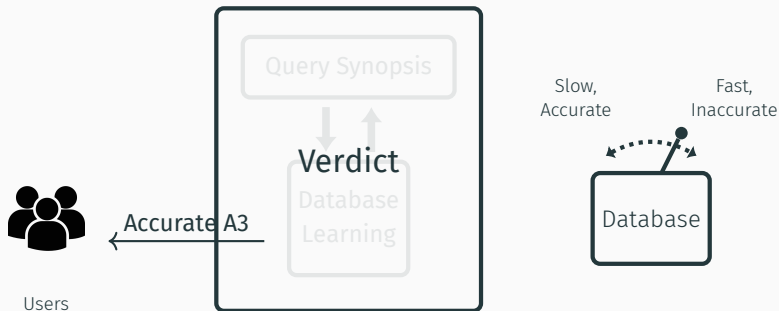 Query Synopsis
Verdict
Database
Learning
Accurate A3
Users
Slow,
Accurate
Fast,
Inaccurate
Database